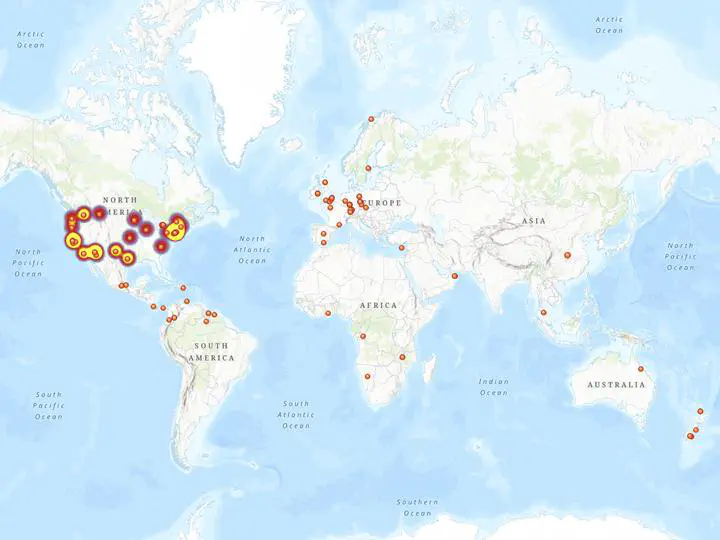 Arctic
Ocean
Arctic
Ocean
NORTH
AMERICA
EUROPE
ASIA
North
Pacific
Ocean
North
Atlantic
Ocean
North
Pacific
Ocean
AFRICA
SOUTH
AMERICA
AUSTRALIA
South
Pacific
Ocean
South
Atlantic
Ocean
Indian
Ocean
Southern
Ocean